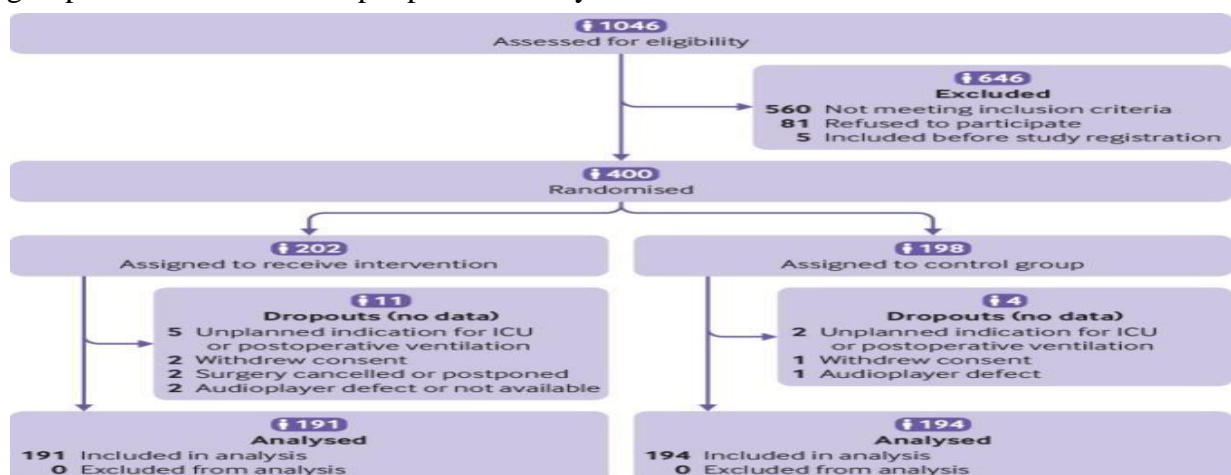 1046
Assessed for eligibility
646
Excluded
560 Not meeting inclusion criteria
81 Refused to participate
5 Included before study registration
400
Randomised
202
Assigned to receive intervention
198
Assigned to control group
11
Dropouts (no data)
5 Unplanned indication for ICU
or postoperative ventilation
2 Withdrew consent
2 Surgery cancelled or postponed
2 Audioplayer defect or not available
4
Dropouts (no data)
2 Unplanned indication for ICU
or postoperative ventilation
1 Withdrew consent
1 Audioplayer defect
191
Analysed
191 Included in analysis
0 Excluded from analysis
194
Analysed
194 Included in analysis
0 Excluded from analysis